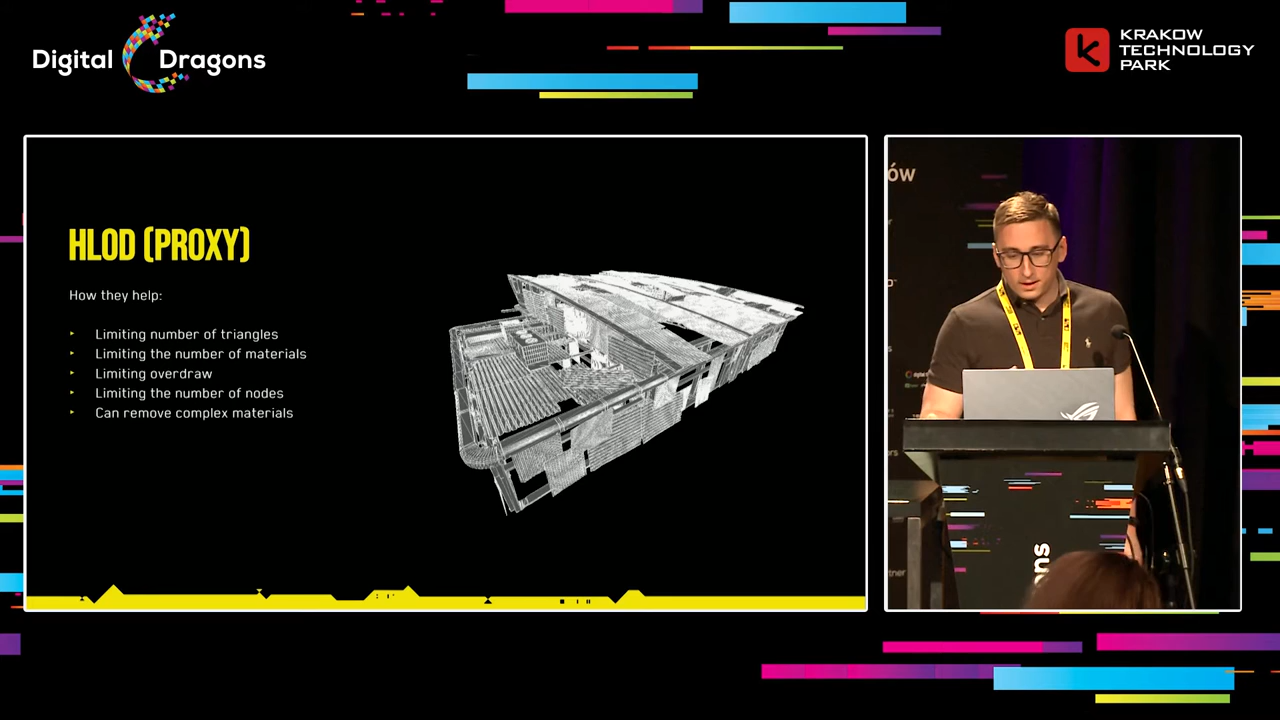 Digital Dragons
KRAKOW
TECHNOLOGY
PARK
HLOD (PROXY)
How they help:
Limiting number of triangles
Limiting the number of materials
Limiting overdraw
Limiting the number of nodes
Can remove complex materials
ów
ons